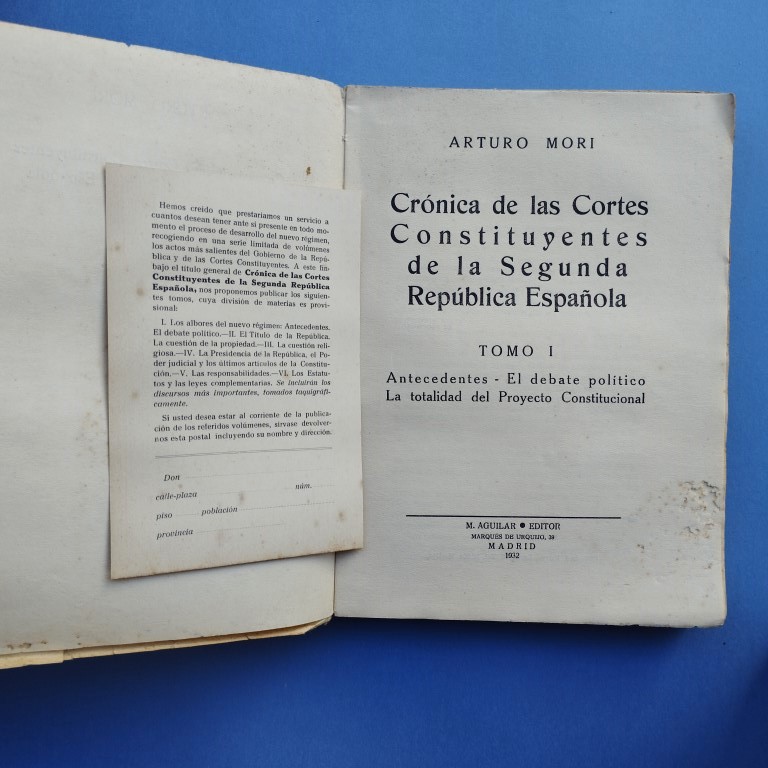 Hemos creído que prestaríamos un servicio a
cuantos desean tener ante sí presente en todo mo-
mento el proceso de desarrollo del nuevo régimen,
recogiendo en una serie limitada de volúmenes
los actos más salientes del Gobierno de la Repú-
blica y de las Cortes Constituyentes. A este fin-
bajo el título general de Crónica de las Cortes
Constituyentes de la Segunda República
Española, nos proponemos publicar los siguien-
tes tomos, cuya división de materias es provi-
sional:
I. Los albores del nuevo régimen: Antecedentes.
El debate político.—II. El Título de la República.
La cuestión de la propiedad.—III. La cuestión reli-
giosa.—IV. La Presidencia de la República, el Po-
der judicial y los últimos artículos de la Constitu-
ción.—V. Las responsabilidades.—VI. Los Estatu-
tos y las leyes complementarias. Se incluirán los
discursos más importantes, tomados taquigráfi-
camente.
Si usted desea estar al corriente de la publica-
ción de los referidos volúmenes, sírvase devolver-
nos esta postal incluyendo su nombre y dirección.
Don
calle-plaza núm.
piso población
provincia
ARTURO MORI
Crónica de las Cortes
Constituyentes
de la Segunda
República Española
TOMO I
Antecedentes - El debate político
La totalidad del Proyecto Constitucional
M. AGUILAR ● EDITOR
MARQUÉS DE URQUIJO, 39
MADRID
1932